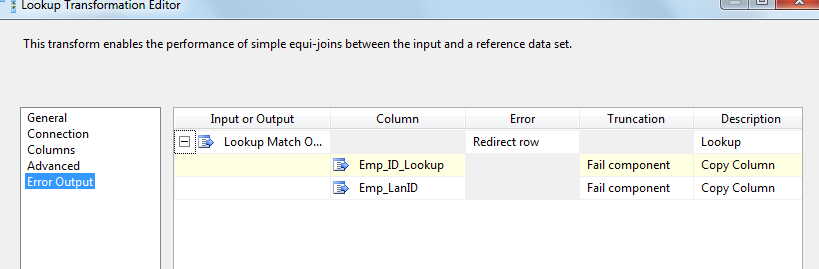 Lookup Transformation Editor
This transform enables the performance of simple equi-joins between the input and a reference data set.
General
Connection
Columns
Advanced
Error Output
Input or Output Column Error Truncation Description
Lookup Match O... Redirect row Lookup
Emp_ID_Lookup Fail component Copy Column
Emp_LanID Fail component Copy Column